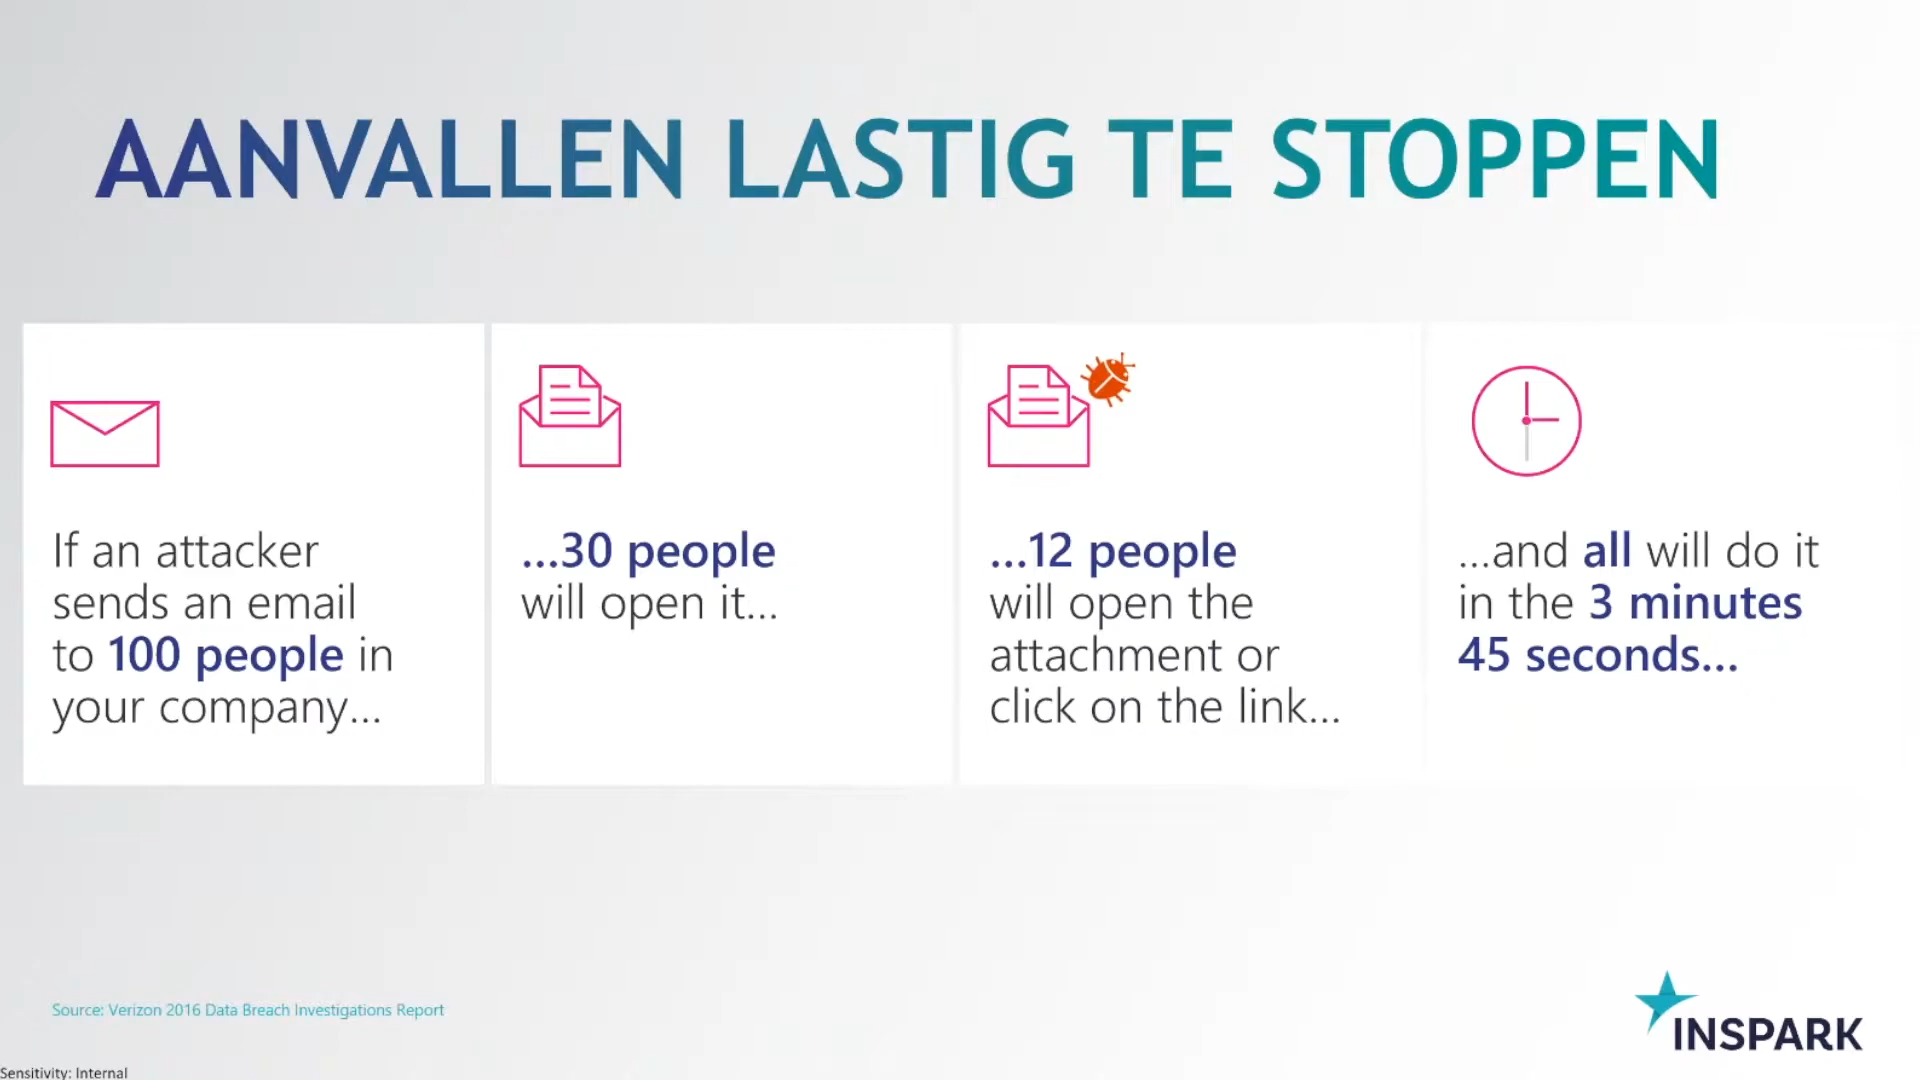 AANVALLEN LASTIG TE STOPPEN
If an attacker
sends an email
to 100 people in
your company...
...30 people
will open it...
...12 people
will open the
attachment or
click on the link...
...and all will do it
in the 3 minutes
45 seconds...
Source: Verizon 2016 Data Breach Investigations Report
INSPARK
Sensitivity: Internal